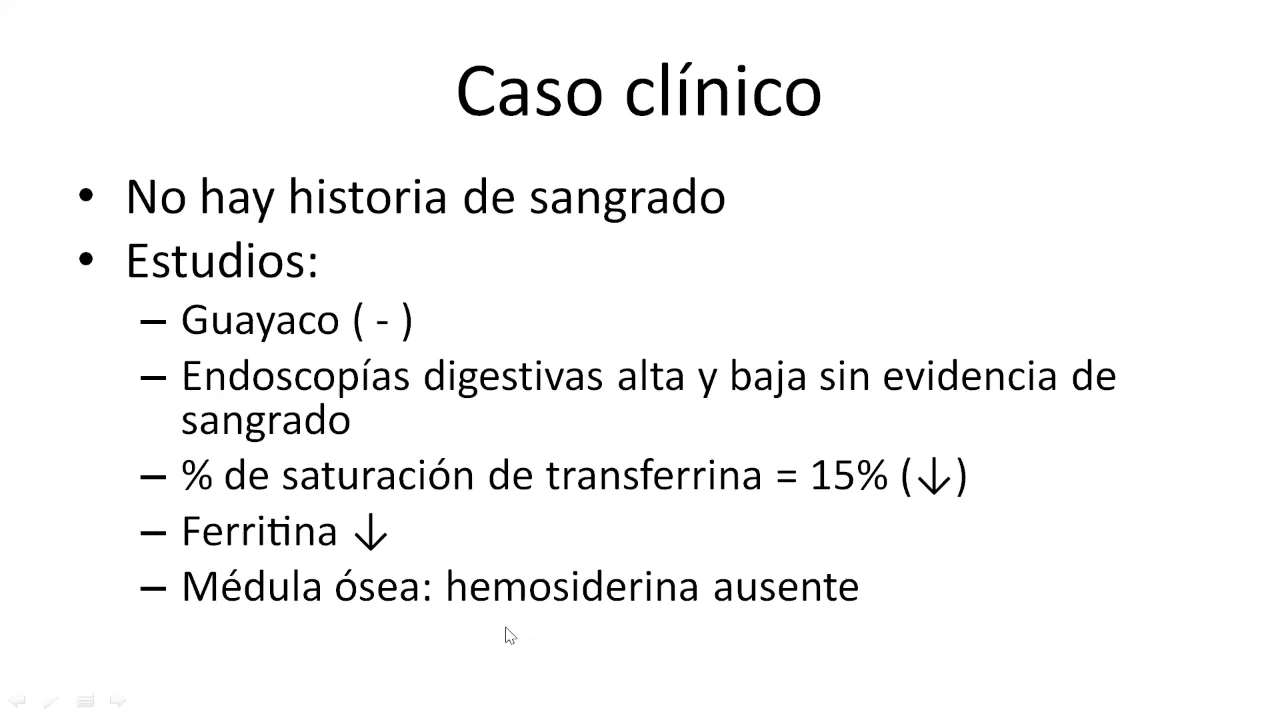 Caso clínico
• No hay historia de sangrado
• Estudios:
– Guayaco ( - )
– Endoscopías digestivas alta y baja sin evidencia de
sangrado
– % de saturación de transferrina = 15% (↓)
– Ferritina ↓
– Médula ósea: hemosiderina ausente